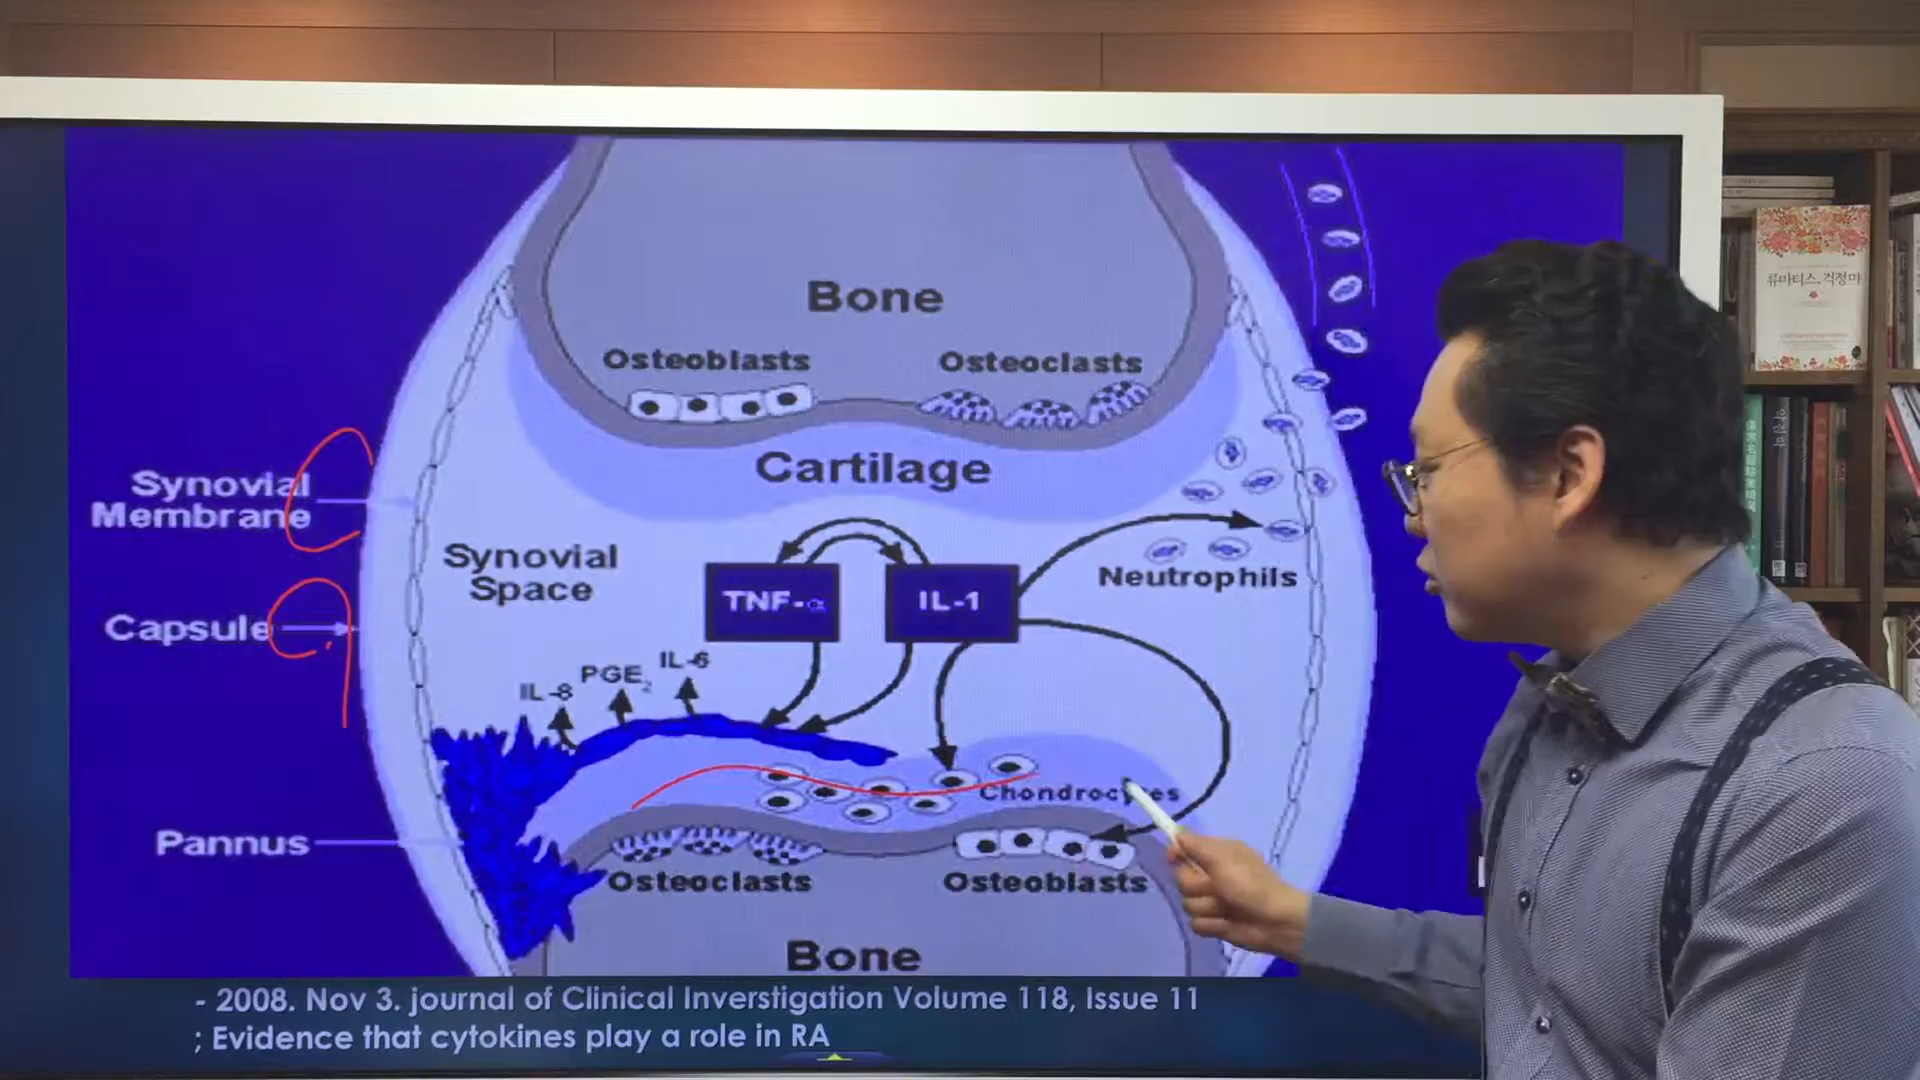 Bone
Osteoblasts
Osteoclasts
Cartilage
Synovial
Membrane
Synovial
Space
TNF-α
IL-1
Neutrophils
Capsule
IL-8
PGE2
IL-6
Chondrocytes
Pannus
Osteoclasts
Osteoblasts
Bone
- 2008. Nov 3. journal of Clinical Inverstigation Volume 118, Issue 11
; Evidence that cytokines play a role in RA
류마티스, 걱정마